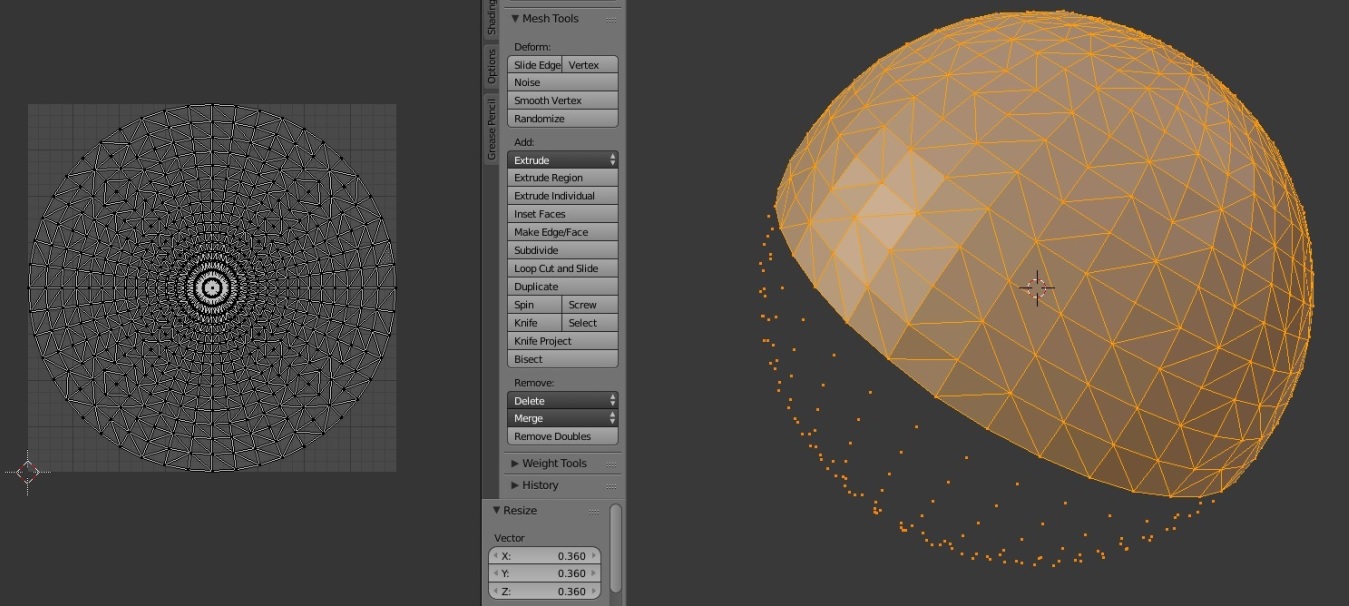 Shading
Options
Grease Pencil
Mesh Tools
Deform:
Slide Edge Vertex
Noise
Smooth Vertex
Randomize
Add:
Extrude
Extrude Region
Extrude Individual
Inset Faces
Make Edge/Face
Subdivide
Loop Cut and Slide
Duplicate
Spin Screw
Knife Select
Knife Project
Bisect
Remove:
Delete
Merge
Remove Doubles
Weight Tools
History
Resize
Vector
X: 0.360
Y: 0.360
Z: 0.360